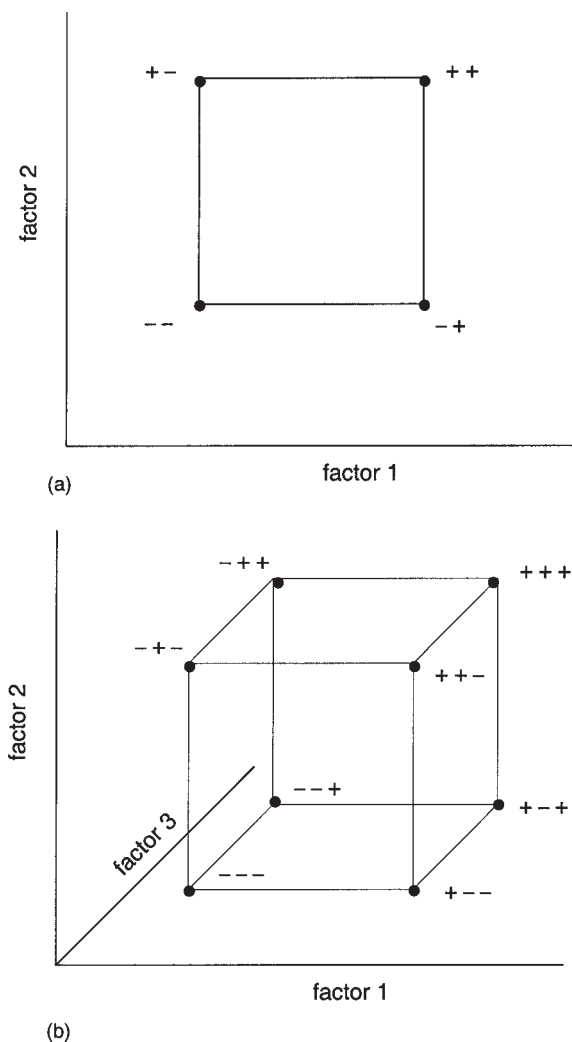 + -
+ +
factor 2
- -
- +
factor 1
(a)
- + +
+ + +
- + -
+ + -
factor 2
- - +
+ - +
factor 3
- - -
+ - -
factor 1
(b)